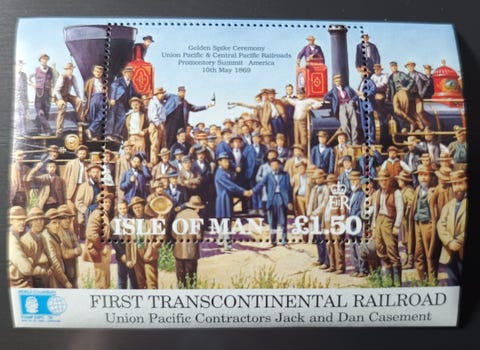 Golden Spike Ceremony
Union Pacific & Central Pacific Railroads
Promontory Summit America
10th May 1869
ER
ISLE OF MAN £1.50
FIRST TRANSCONTINENTAL RAILROAD
Union Pacific Contractors Jack and Dan Casement